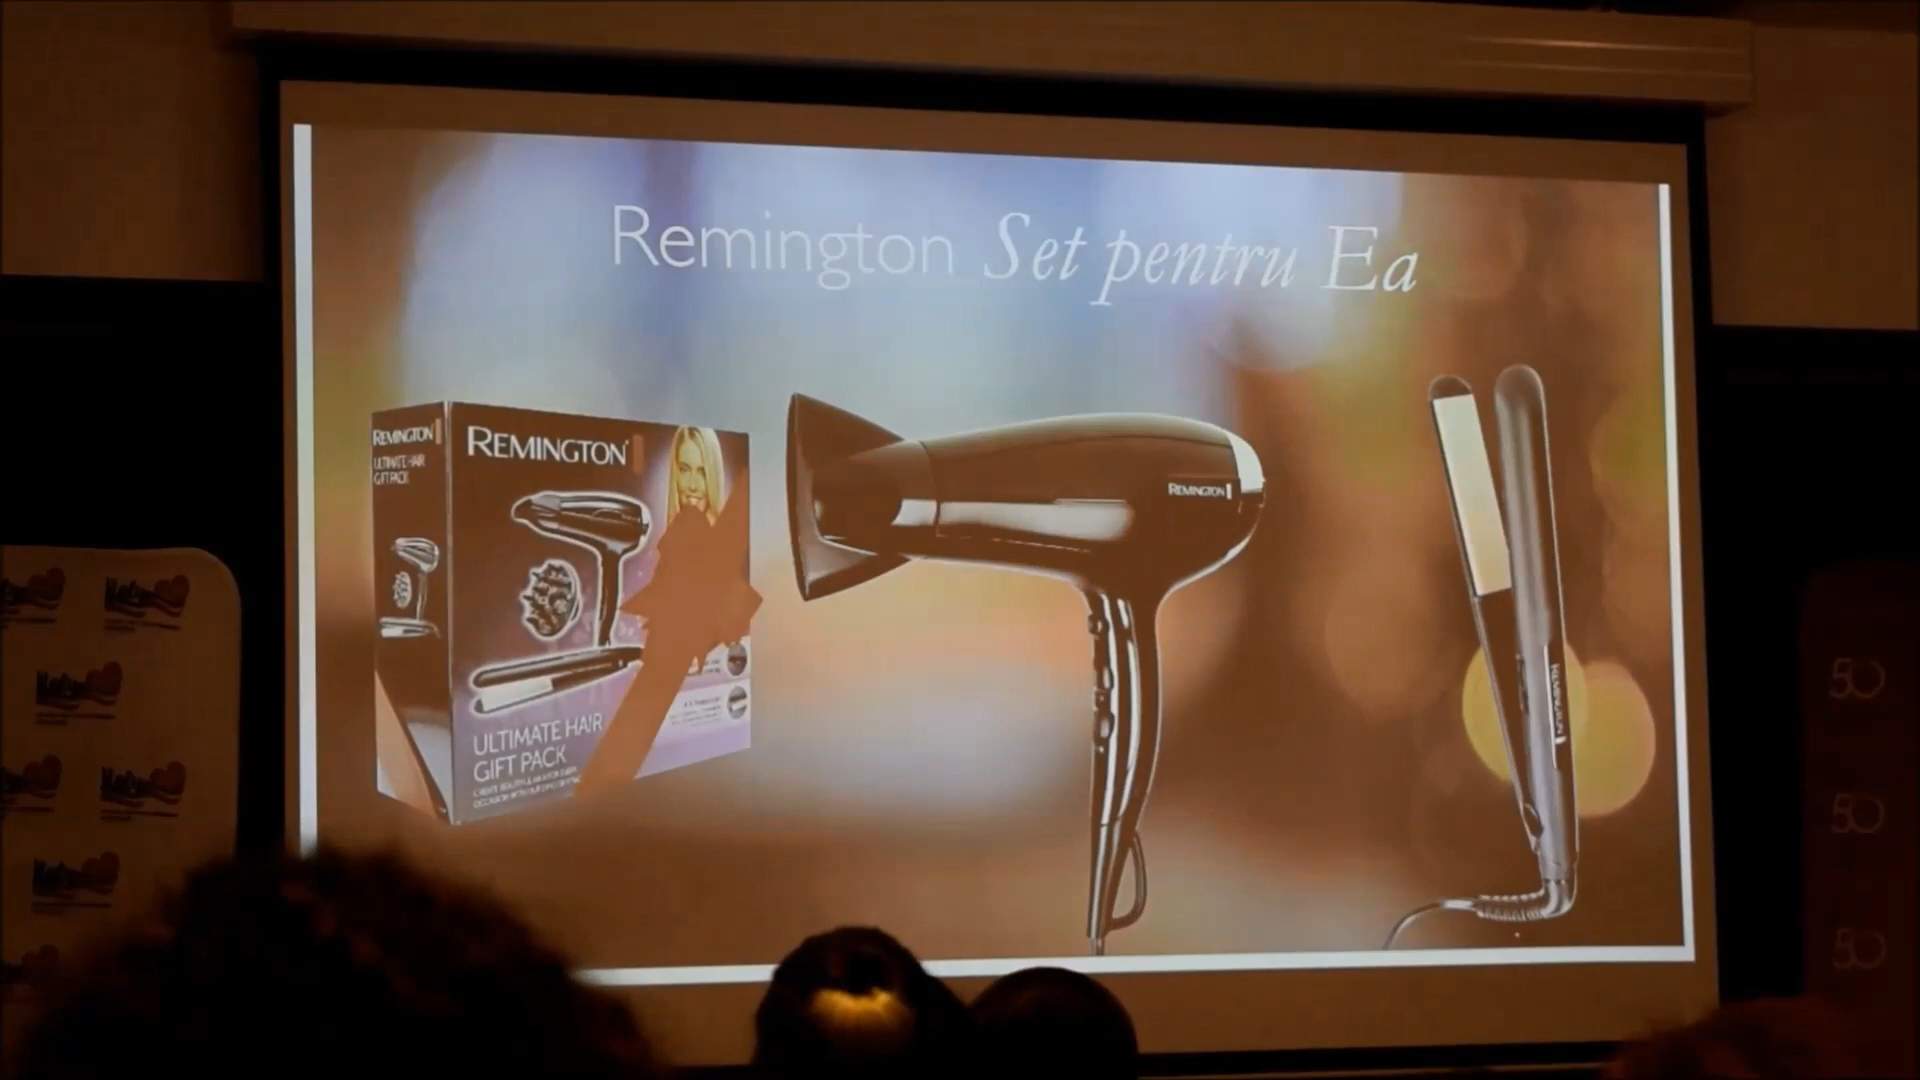 Remington Set pentru Ea
REMINGTON
ULTIMATE HAIR
GIFT PACK
REMINGTON
ULTIMATE HAIR
GIFT PACK
REMINGTON
REMINGTON
50
50
50